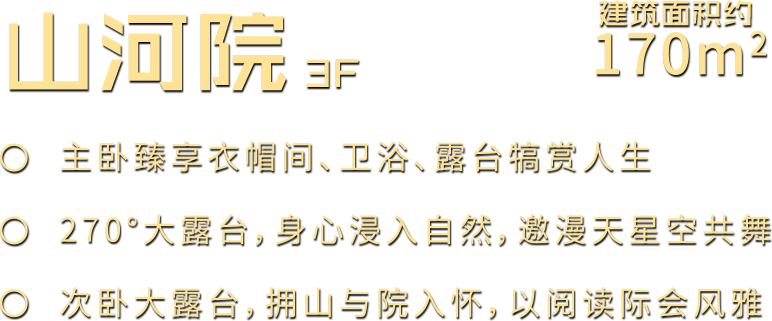 山河院 3F
建筑面积约
170m²
主卧臻享衣帽间、卫浴、露台犒赏人生
270°大露台，身心浸入自然，邀漫天星空共舞
次卧大露台，拥山与院入怀，以阅读际会风雅